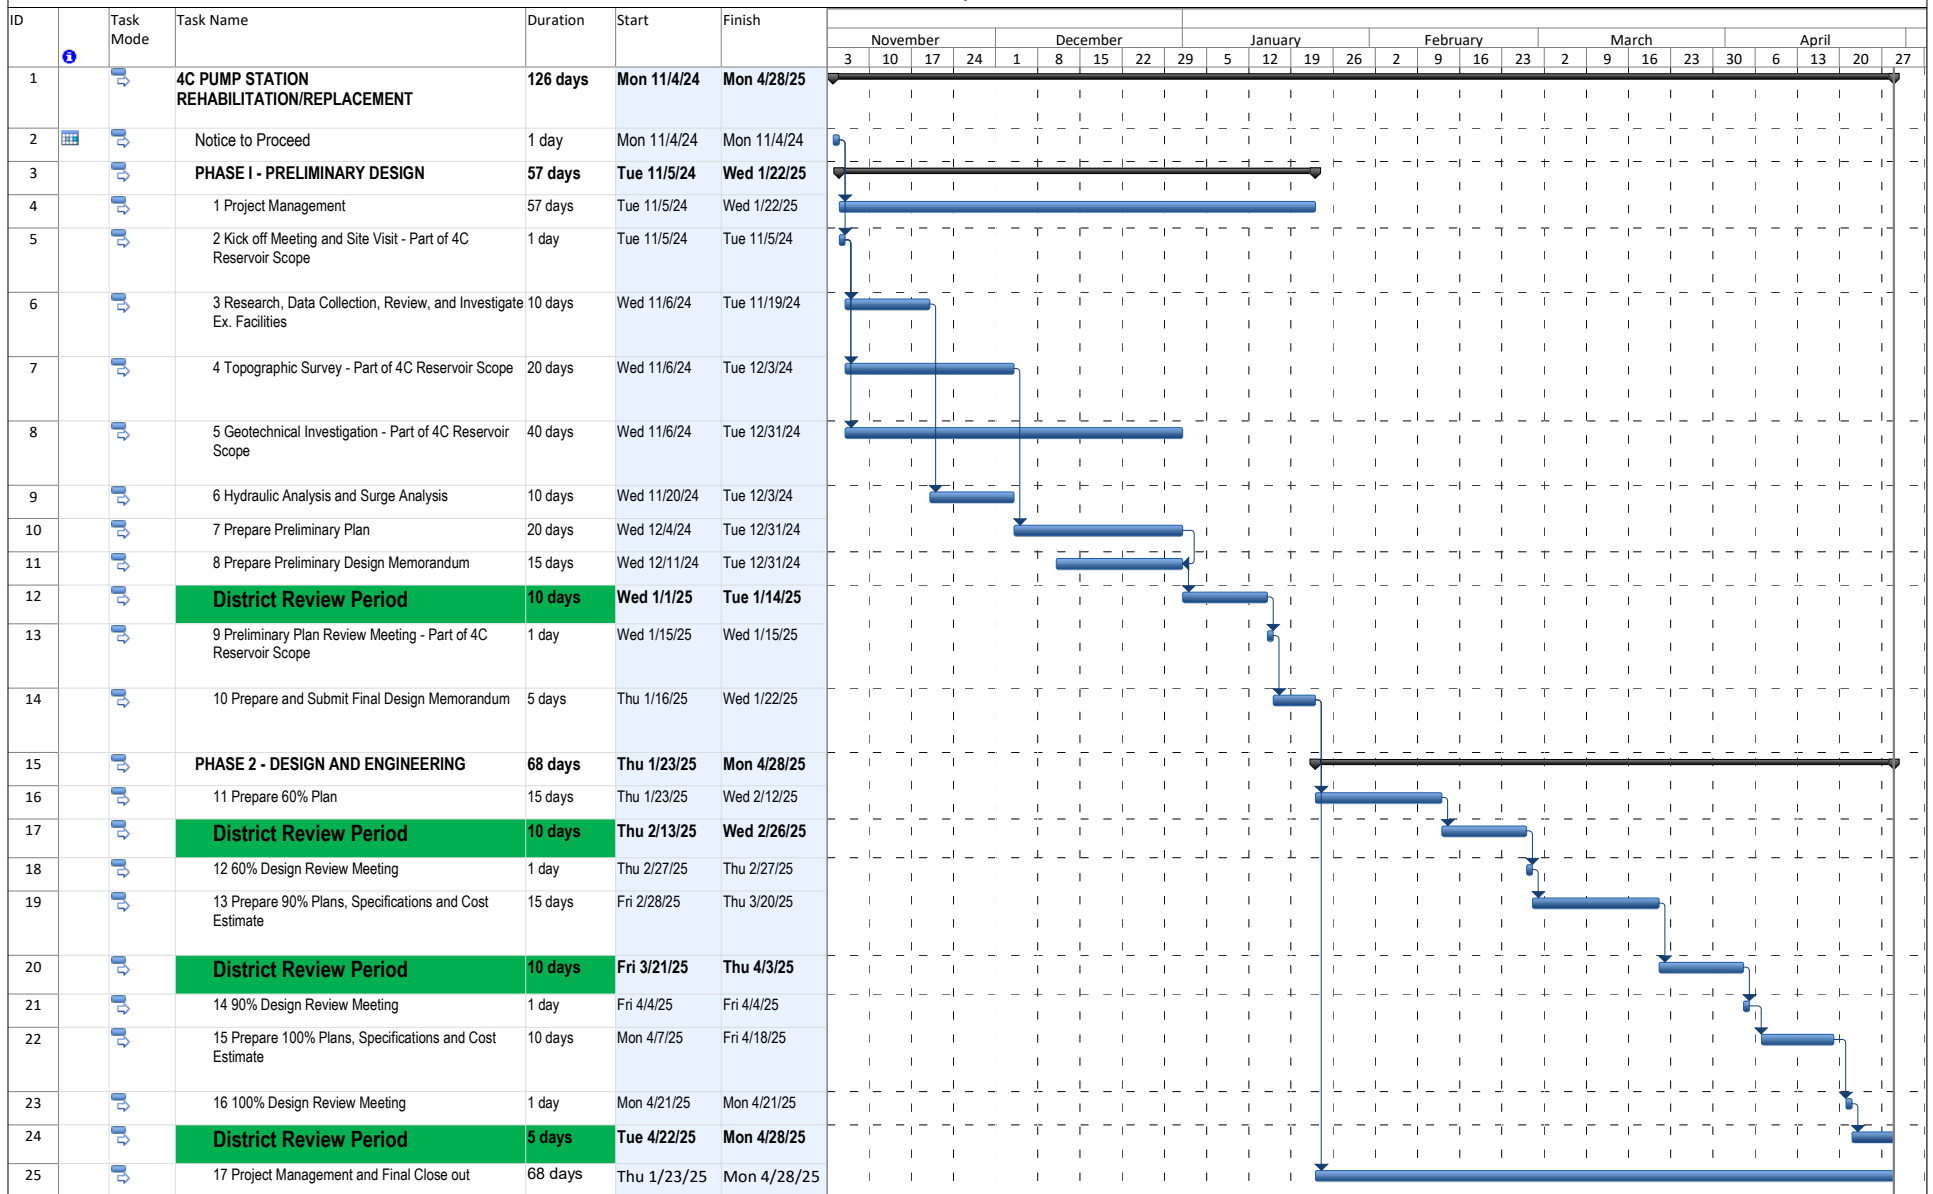 ID Task Mode Task Name Duration Start Finish
November December January February March April
3 10 17 24 1 8 15 22 29 5 12 19 26 2 9 16 23 2 9 16 23 30 6 13 20 27
1 4C PUMP STATION REHABILITATION/REPLACEMENT 126 days Mon 11/4/24 Mon 4/28/25
2 Notice to Proceed 1 day Mon 11/4/24 Mon 11/4/24
3 PHASE I - PRELIMINARY DESIGN 57 days Tue 11/5/24 Wed 1/22/25
4 1 Project Management 57 days Tue 11/5/24 Wed 1/22/25
5 2 Kick off Meeting and Site Visit - Part of 4C Reservoir Scope 1 day Tue 11/5/24 Tue 11/5/24
6 3 Research, Data Collection, Review, and Investigate Ex. Facilities 10 days Wed 11/6/24 Tue 11/19/24
7 4 Topographic Survey - Part of 4C Reservoir Scope 20 days Wed 11/6/24 Tue 12/3/24
8 5 Geotechnical Investigation - Part of 4C Reservoir Scope 40 days Wed 11/6/24 Tue 12/31/24
9 6 Hydraulic Analysis and Surge Analysis 10 days Wed 11/20/24 Tue 12/3/24
10 7 Prepare Preliminary Plan 20 days Wed 12/4/24 Tue 12/31/24
11 8 Prepare Preliminary Design Memorandum 15 days Wed 12/11/24 Tue 12/31/24
12 District Review Period 10 days Wed 1/1/25 Tue 1/14/25
13 9 Preliminary Plan Review Meeting - Part of 4C Reservoir Scope 1 day Wed 1/15/25 Wed 1/15/25
14 10 Prepare and Submit Final Design Memorandum 5 days Thu 1/16/25 Wed 1/22/25
15 PHASE 2 - DESIGN AND ENGINEERING 68 days Thu 1/23/25 Mon 4/28/25
16 11 Prepare 60% Plan 15 days Thu 1/23/25 Wed 2/12/25
17 District Review Period 10 days Thu 2/13/25 Wed 2/26/25
18 12 60% Design Review Meeting 1 day Thu 2/27/25 Thu 2/27/25
19 13 Prepare 90% Plans, Specifications and Cost Estimate 15 days Fri 2/28/25 Thu 3/20/25
20 District Review Period 10 days Fri 3/21/25 Thu 4/3/25
21 14 90% Design Review Meeting 1 day Fri 4/4/25 Fri 4/4/25
22 15 Prepare 100% Plans, Specifications and Cost Estimate 10 days Mon 4/7/25 Fri 4/18/25
23 16 100% Design Review Meeting 1 day Mon 4/21/25 Mon 4/21/25
24 District Review Period 5 days Tue 4/22/25 Mon 4/28/25
25 17 Project Management and Final Close out 68 days Thu 1/23/25 Mon 4/28/25